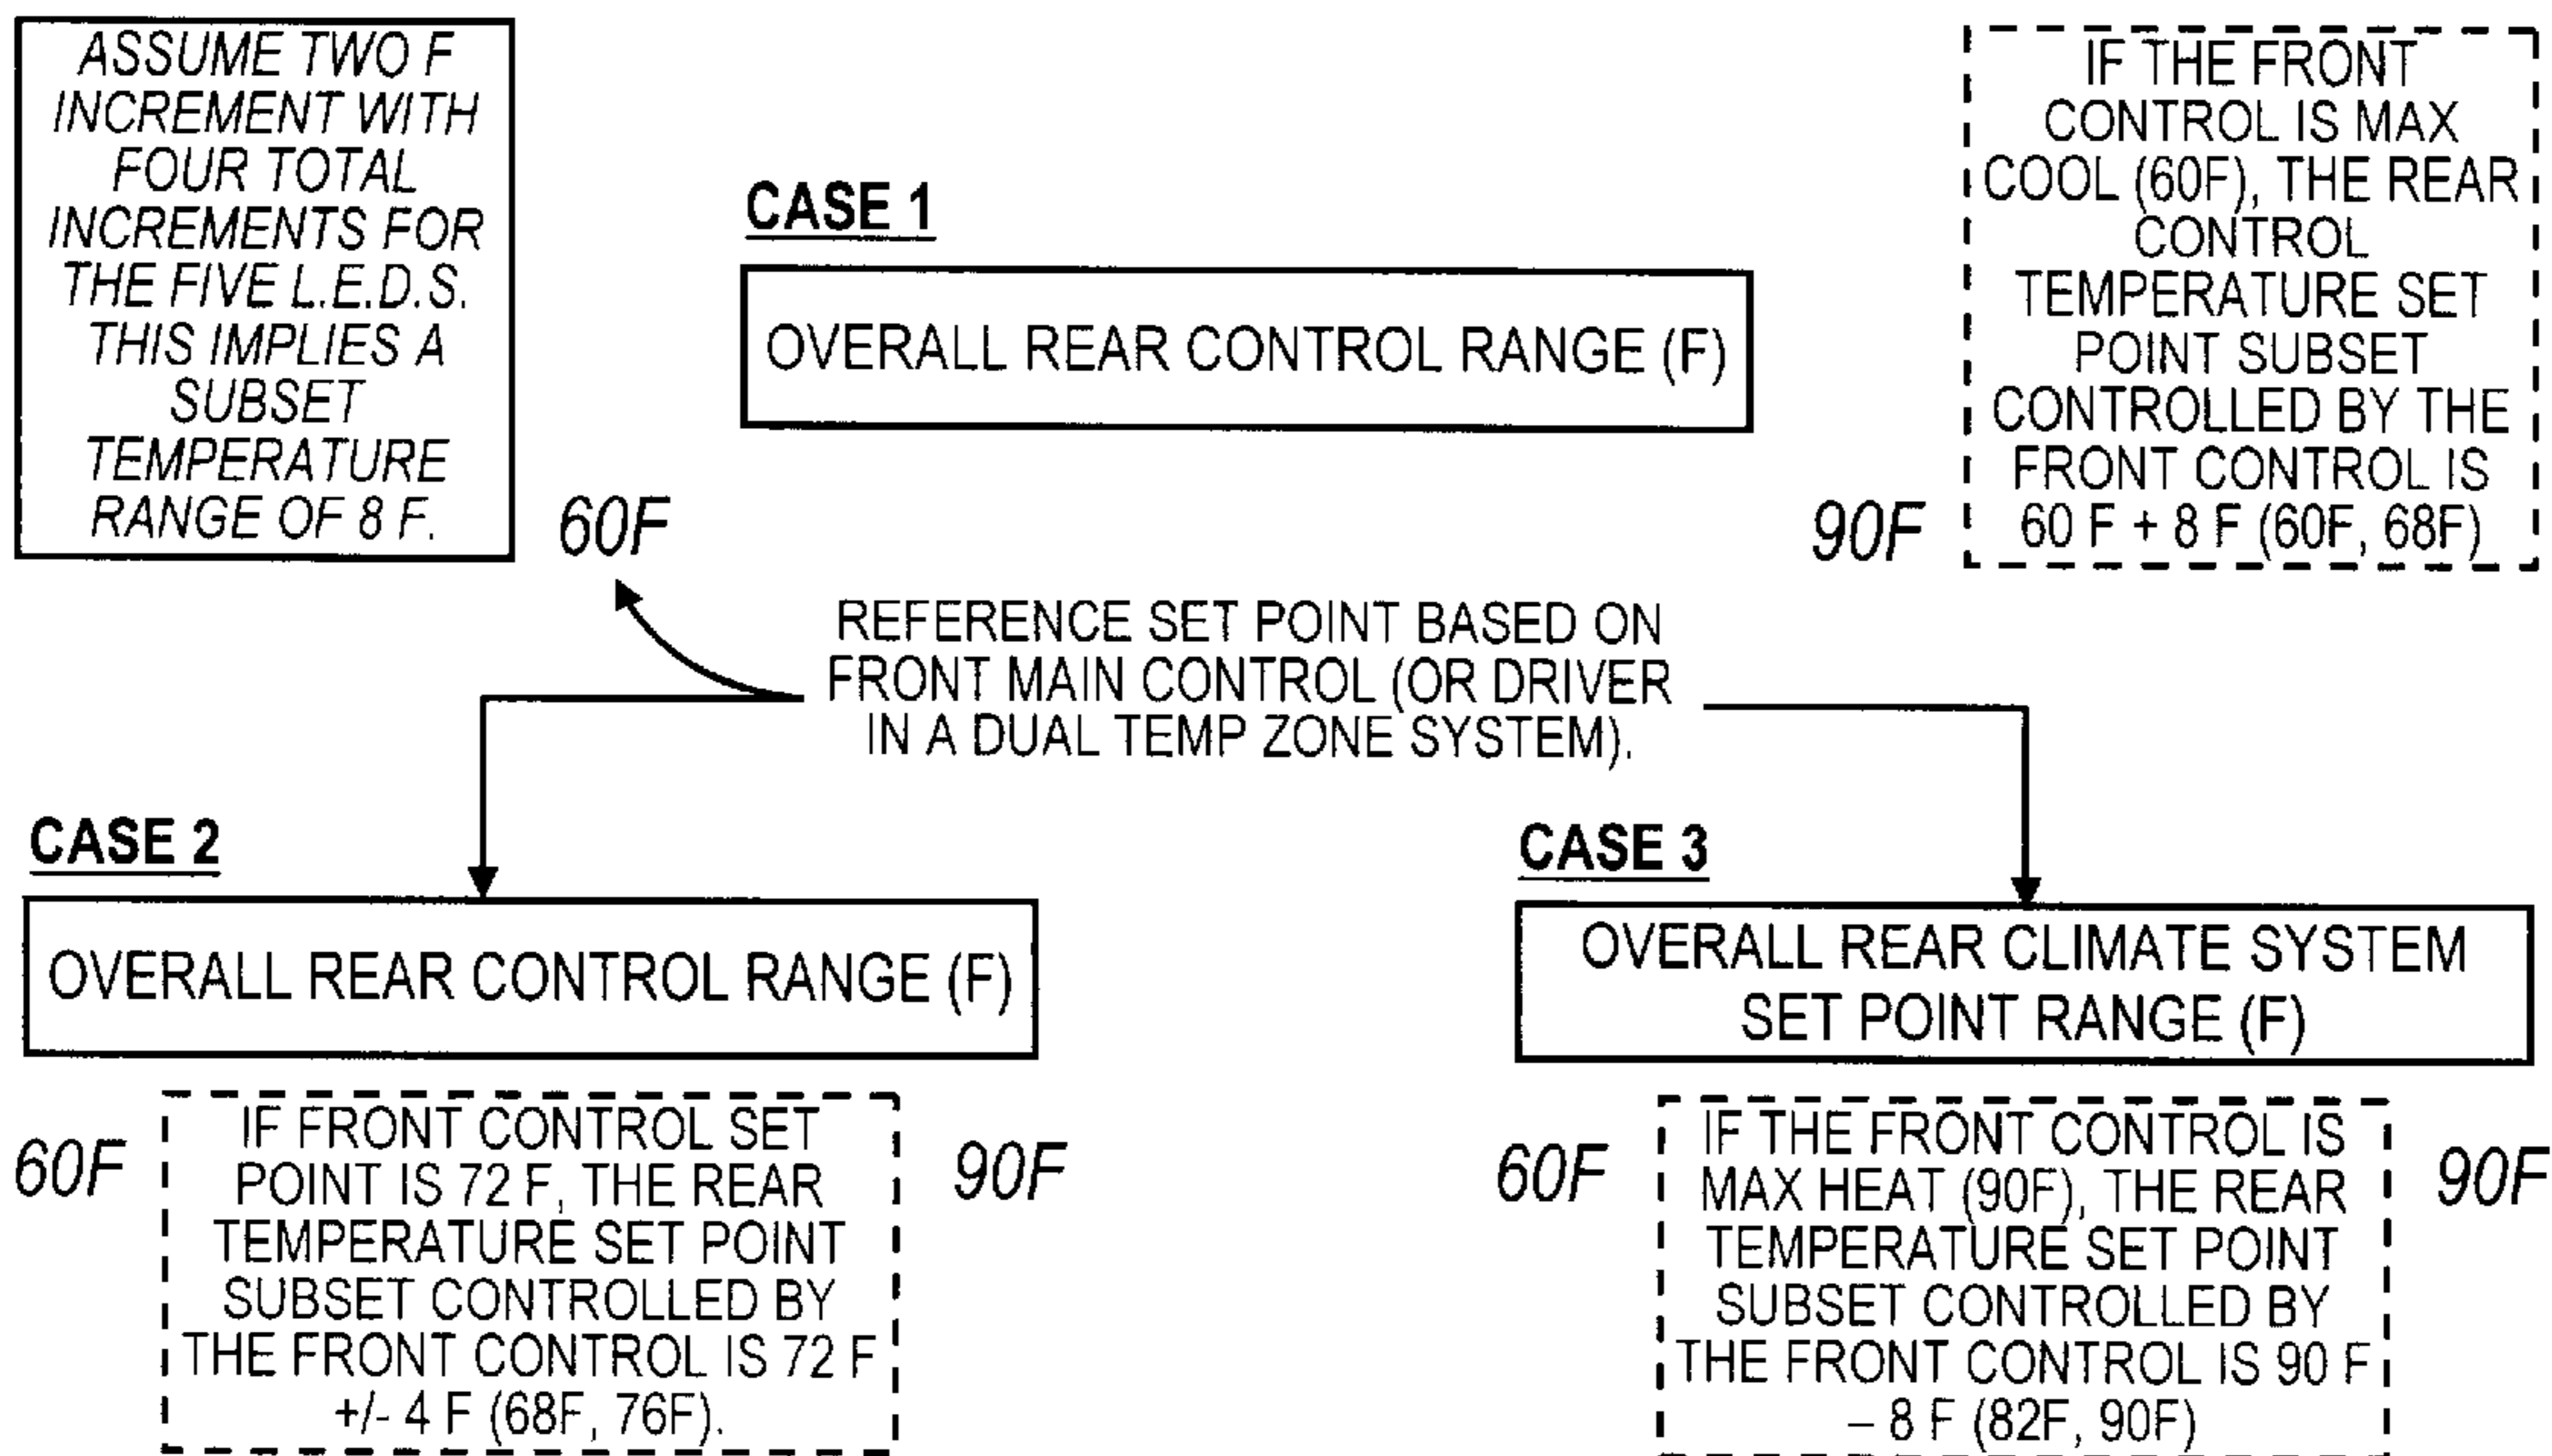 ASSUME TWO F
INCREMENT WITH
FOUR TOTAL
INCREMENTS FOR
THE FIVE L.E.D.S.
THIS IMPLIES A
SUBSET
TEMPERATURE
RANGE OF 8 F.
CASE 1
OVERALL REAR CONTROL RANGE (F)
60F
90F
IF THE FRONT
CONTROL IS MAX
COOL (60F), THE REAR
CONTROL
TEMPERATURE SET
POINT SUBSET
CONTROLLED BY THE
FRONT CONTROL IS
60 F + 8 F (60F, 68F)
REFERENCE SET POINT BASED ON
FRONT MAIN CONTROL (OR DRIVER
IN A DUAL TEMP ZONE SYSTEM).
CASE 2
OVERALL REAR CONTROL RANGE (F)
60F
IF FRONT CONTROL SET
POINT IS 72 F, THE REAR
TEMPERATURE SET POINT
SUBSET CONTROLLED BY
THE FRONT CONTROL IS 72 F
+/- 4 F (68F, 76F).
90F
CASE 3
OVERALL REAR CLIMATE SYSTEM
SET POINT RANGE (F)
60F
IF THE FRONT CONTROL IS
MAX HEAT (90F), THE REAR
TEMPERATURE SET POINT
SUBSET CONTROLLED BY
THE FRONT CONTROL IS 90 F
– 8 F (82F, 90F)
90F